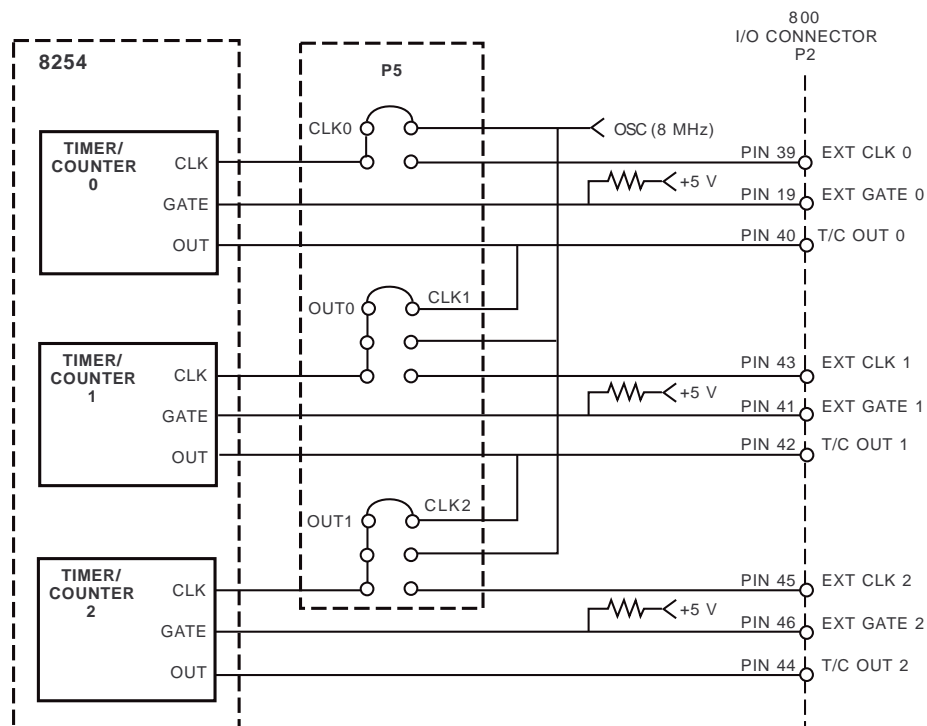 800
I/O CONNECTOR
P2
8254
P5
CLK0
OSC (8 MHz)
TIMER/
COUNTER
0
CLK
PIN 39
EXT CLK 0
+5 V
GATE
PIN 19
EXT GATE 0
OUT
PIN 40
T/C OUT 0
OUT0
CLK1
TIMER/
COUNTER
1
CLK
PIN 43
EXT CLK 1
+5 V
GATE
PIN 41
EXT GATE 1
OUT
PIN 42
T/C OUT 1
OUT1
CLK2
TIMER/
COUNTER
2
CLK
PIN 45
EXT CLK 2
+5 V
GATE
PIN 46
EXT GATE 2
OUT
PIN 44
T/C OUT 2